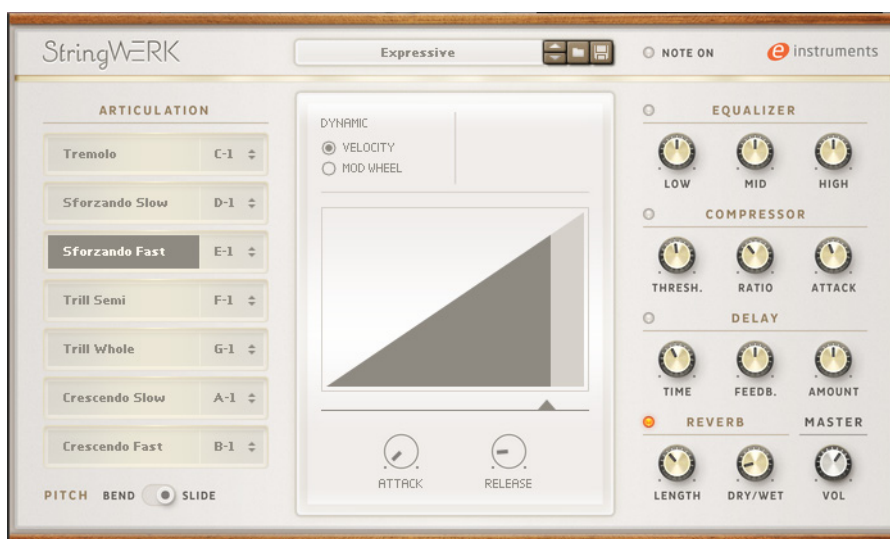 StringWERK
Expressive
NOTE ON
e instruments
ARTICULATION
Tremolo C-1
Sforzando Slow D-1
Sforzando Fast E-1
Trill Semi F-1
Trill Whole G-1
Crescendo Slow A-1
Crescendo Fast B-1
PITCH BEND SLIDE
DYNAMIC
VELOCITY
MOD WHEEL
ATTACK RELEASE
EQUALIZER
LOW MID HIGH
COMPRESSOR
THRESH. RATIO ATTACK
DELAY
TIME FEEDB. AMOUNT
REVERB MASTER
LENGTH DRY/WET VOL